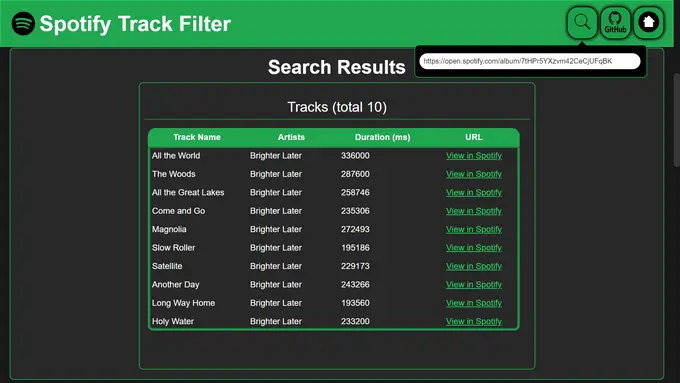 Spotify Track Filter
GitHub
https://open.spotify.com/album/7tHPr5YXzvm42CeCjUFqBK
Search Results
Tracks (total 10)
Track Name Artists Duration (ms) URL
All the World Brighter Later 336000 View in Spotify
The Woods Brighter Later 287600 View in Spotify
All the Great Lakes Brighter Later 258746 View in Spotify
Come and Go Brighter Later 235306 View in Spotify
Magnolia Brighter Later 272493 View in Spotify
Slow Roller Brighter Later 195186 View in Spotify
Satellite Brighter Later 229173 View in Spotify
Another Day Brighter Later 243266 View in Spotify
Long Way Home Brighter Later 193560 View in Spotify
Holy Water Brighter Later 233200 View in Spotify